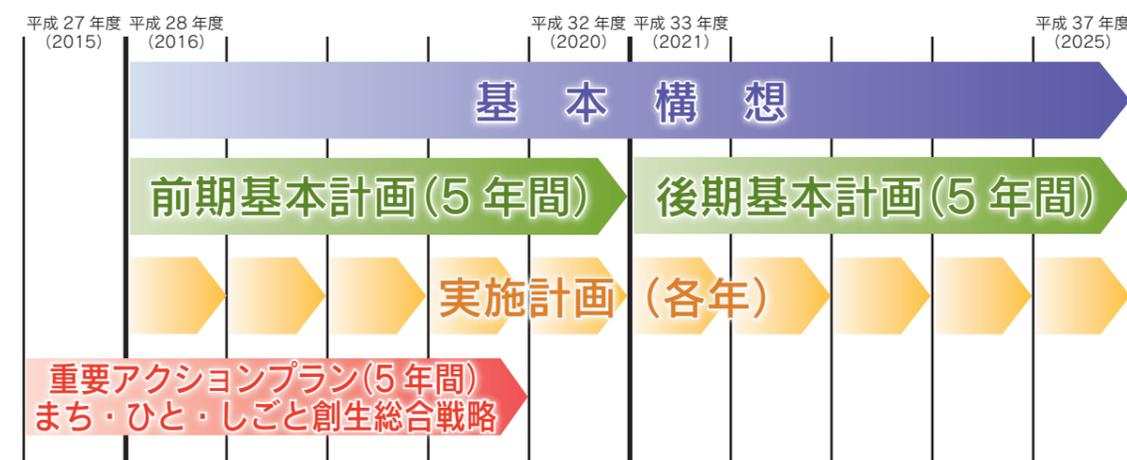 平成 27 年度 平成 28 年度 平成 32 年度 平成 33 年度 平成 37 年度
（2015） （2016） （2020） （2021） （2025）
基本構想
前期基本計画（5 年間） 後期基本計画（5 年間）
実施計画（各年）
重要アクションプラン（5 年間）
まち・ひと・しごと創生総合戦略